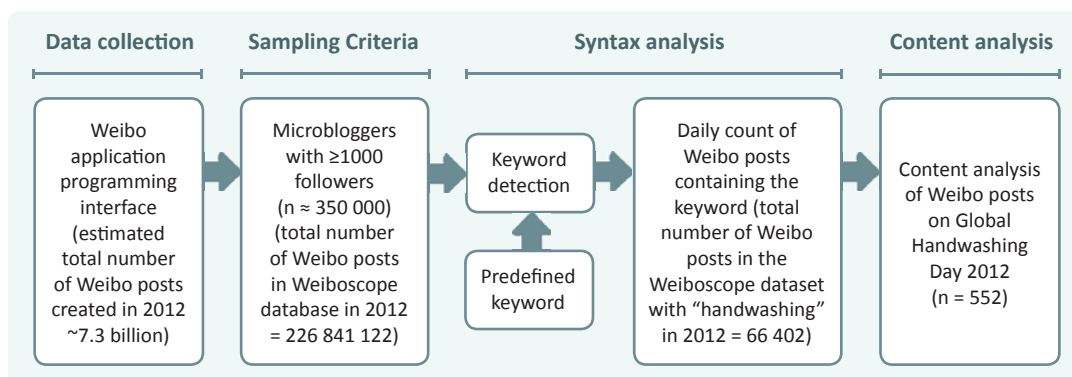 Data collection
Sampling Criteria
Syntax analysis
Content analysis
Weibo
application
programming
interface
(estimated
total number
of Weibo posts
created in 2012
~7.3 billion)
Microbloggers
with ≥1000
followers
(n ≈ 350 000)
(total number
of Weibo posts
in Weiboscope
database in 2012
= 226 841 122)
Keyword
detection
Predefined
keyword
Daily count of
Weibo posts
containing the
keyword (total
number of Weibo
posts in the
Weiboscope dataset
with “handwashing”
in 2012 = 66 402)
Content analysis
of Weibo posts
on Global
Handwashing
Day 2012
(n = 552)